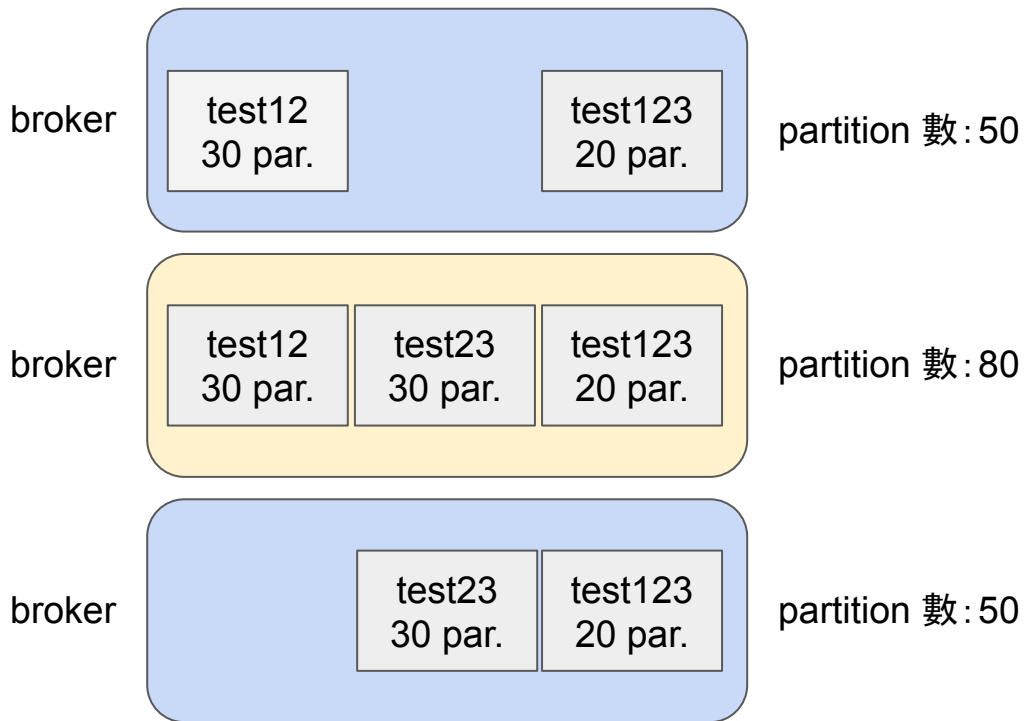 broker
test12
30 par.
test123
20 par.
partition 數：50
broker
test12
30 par.
test23
30 par.
test123
20 par.
partition 數：80
broker
test23
30 par.
test123
20 par.
partition 數：50